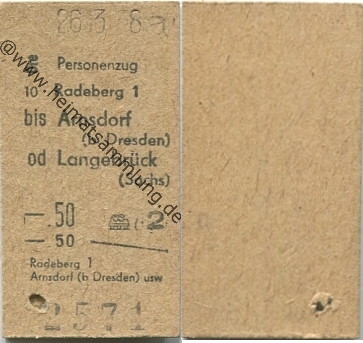 26.3 8
Personenzug
10 Radeberg 1
bis Arnsdorf
(b Dresden)
od Langebrück
(Sachs)
—.50 2
— 50
Radeberg 1
Arnsdorf (b Dresden) usw
2571
@www.heimatsammlung.de